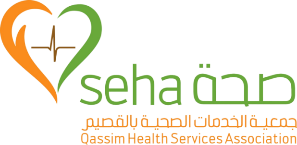 seha صحة
جمعية الخدمات الصحية بالقصيم
Qassim Health Services Association